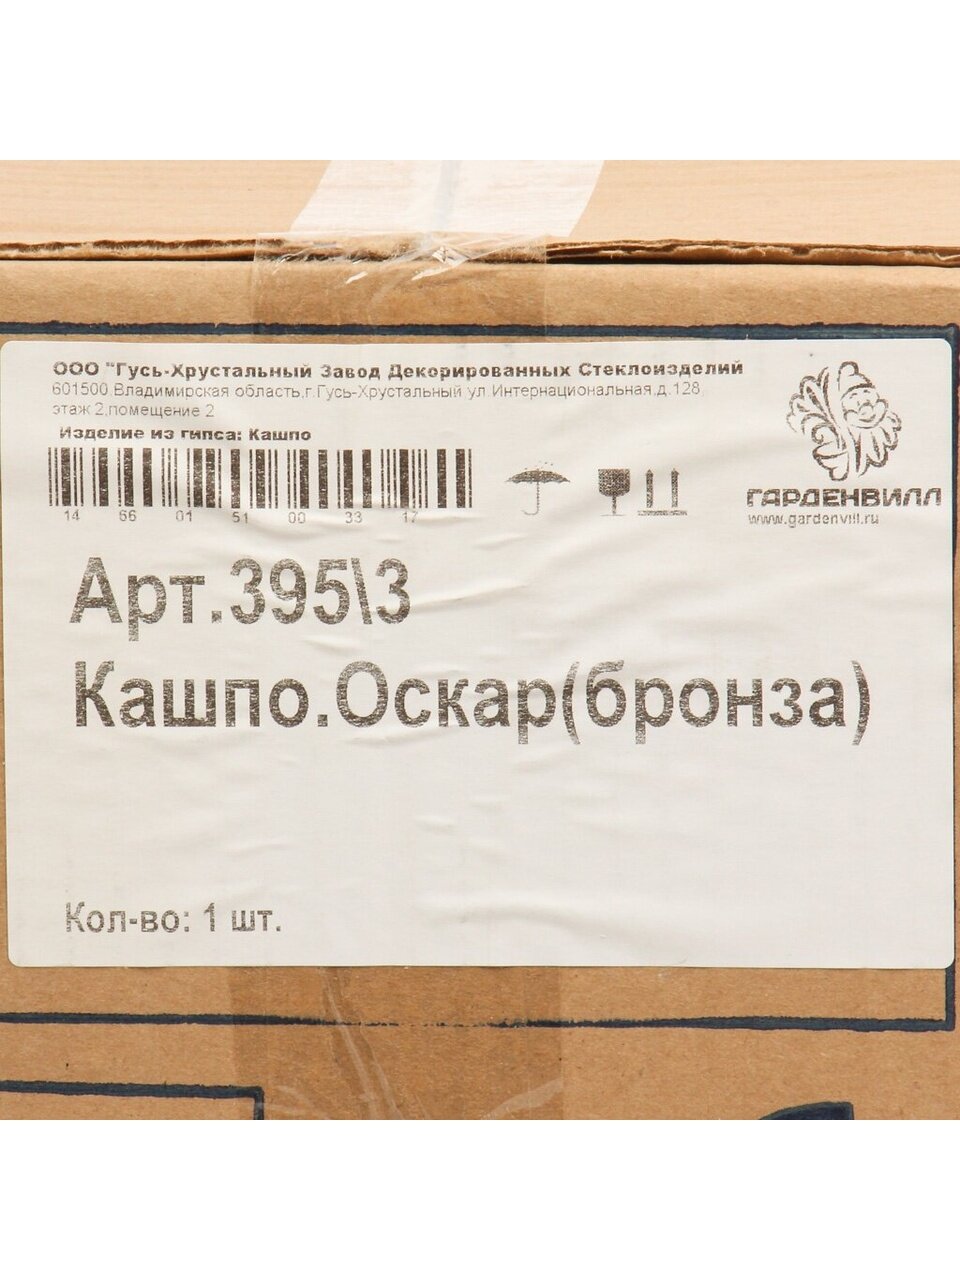 ООО "Гусь-Хрустальный Завод Декорированных Стеклоизделий
601500,Владимирская область,г.Гусь-Хрустальный ул.Интернациональная,д.128,
этаж 2,помещение 2
Изделие из гипса: Кашпо
14 66 01 51 00 33 17
ГАРДЕНВИЛЛ
www.gardenvill.ru
Арт.395\3
Кашпо.Оскар(бронза)
Кол-во: 1 шт.